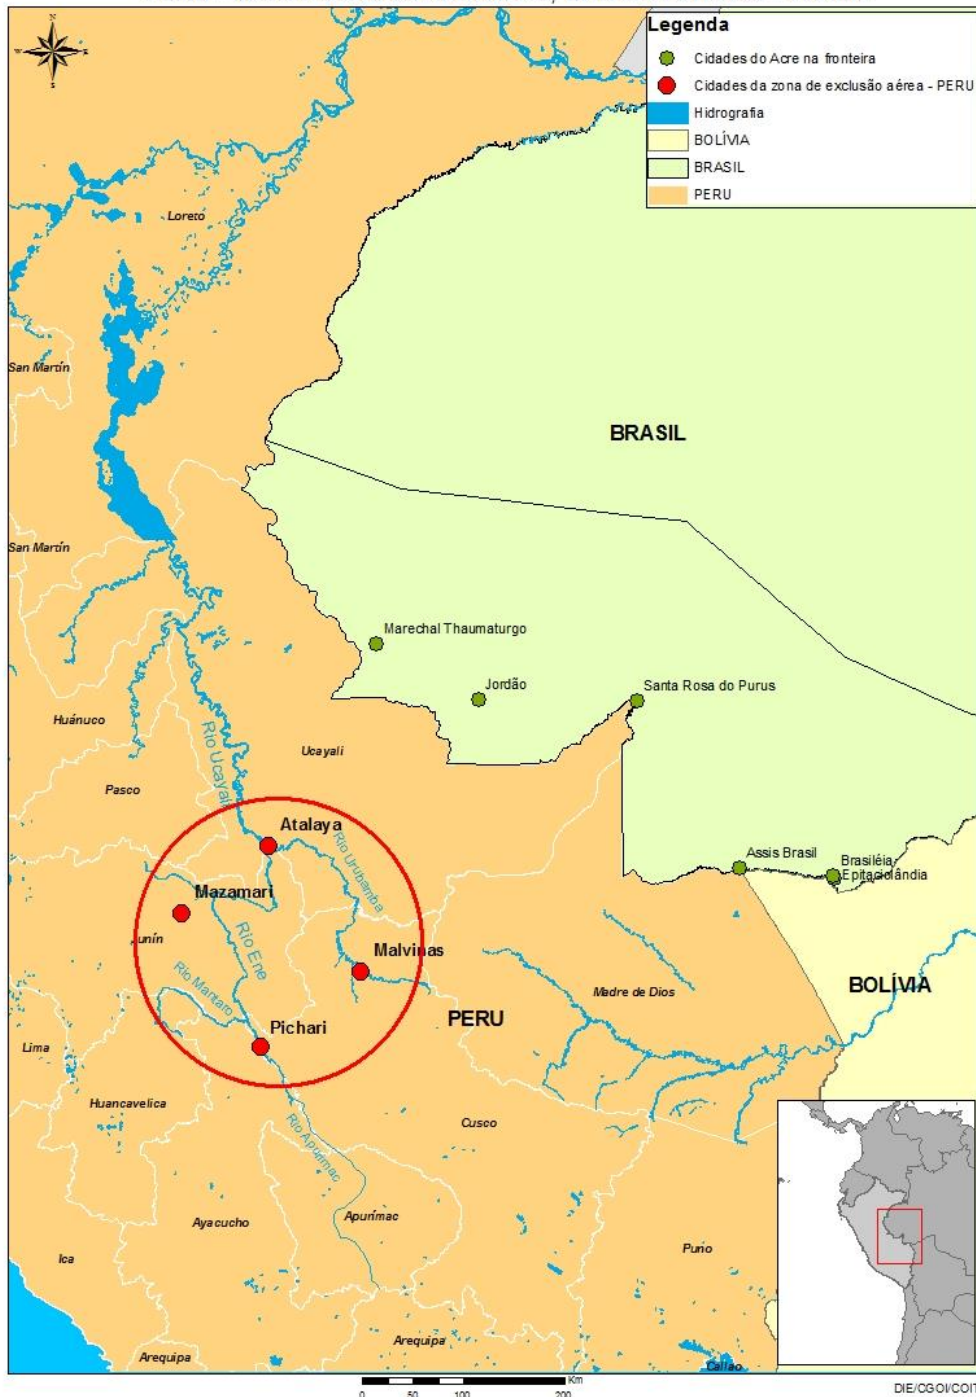 Legenda
Cidades do Acre na fronteira
Cidades da zona de exclusão aérea - PERU
Hidrografia
BOLÍVIA
BRASIL
PERU
N
W
E
S
Loreto
San Martín
BRASIL
San Martín
Marechal Thaumaturgo
Jordão
Santa Rosa do Purus
Huánuco
Rio Ucayali
Ucayali
Pasco
Atalaya
Rio Urubamba
Assis Brasil
Brasiléia
Epitaciolândia
Mazamari
Junín
Rio Ene
Malvinas
Rio Mantaro
Madre de Dios
BOLÍVIA
Pichari
PERU
Lima
Huancavelica
Cusco
Rio Apurímac
Ayacucho
Apurímac
Ica
Puno
Arequipa
Arequipa
Callao
Km
0 50 100 200
DIE/CGOI/COIT